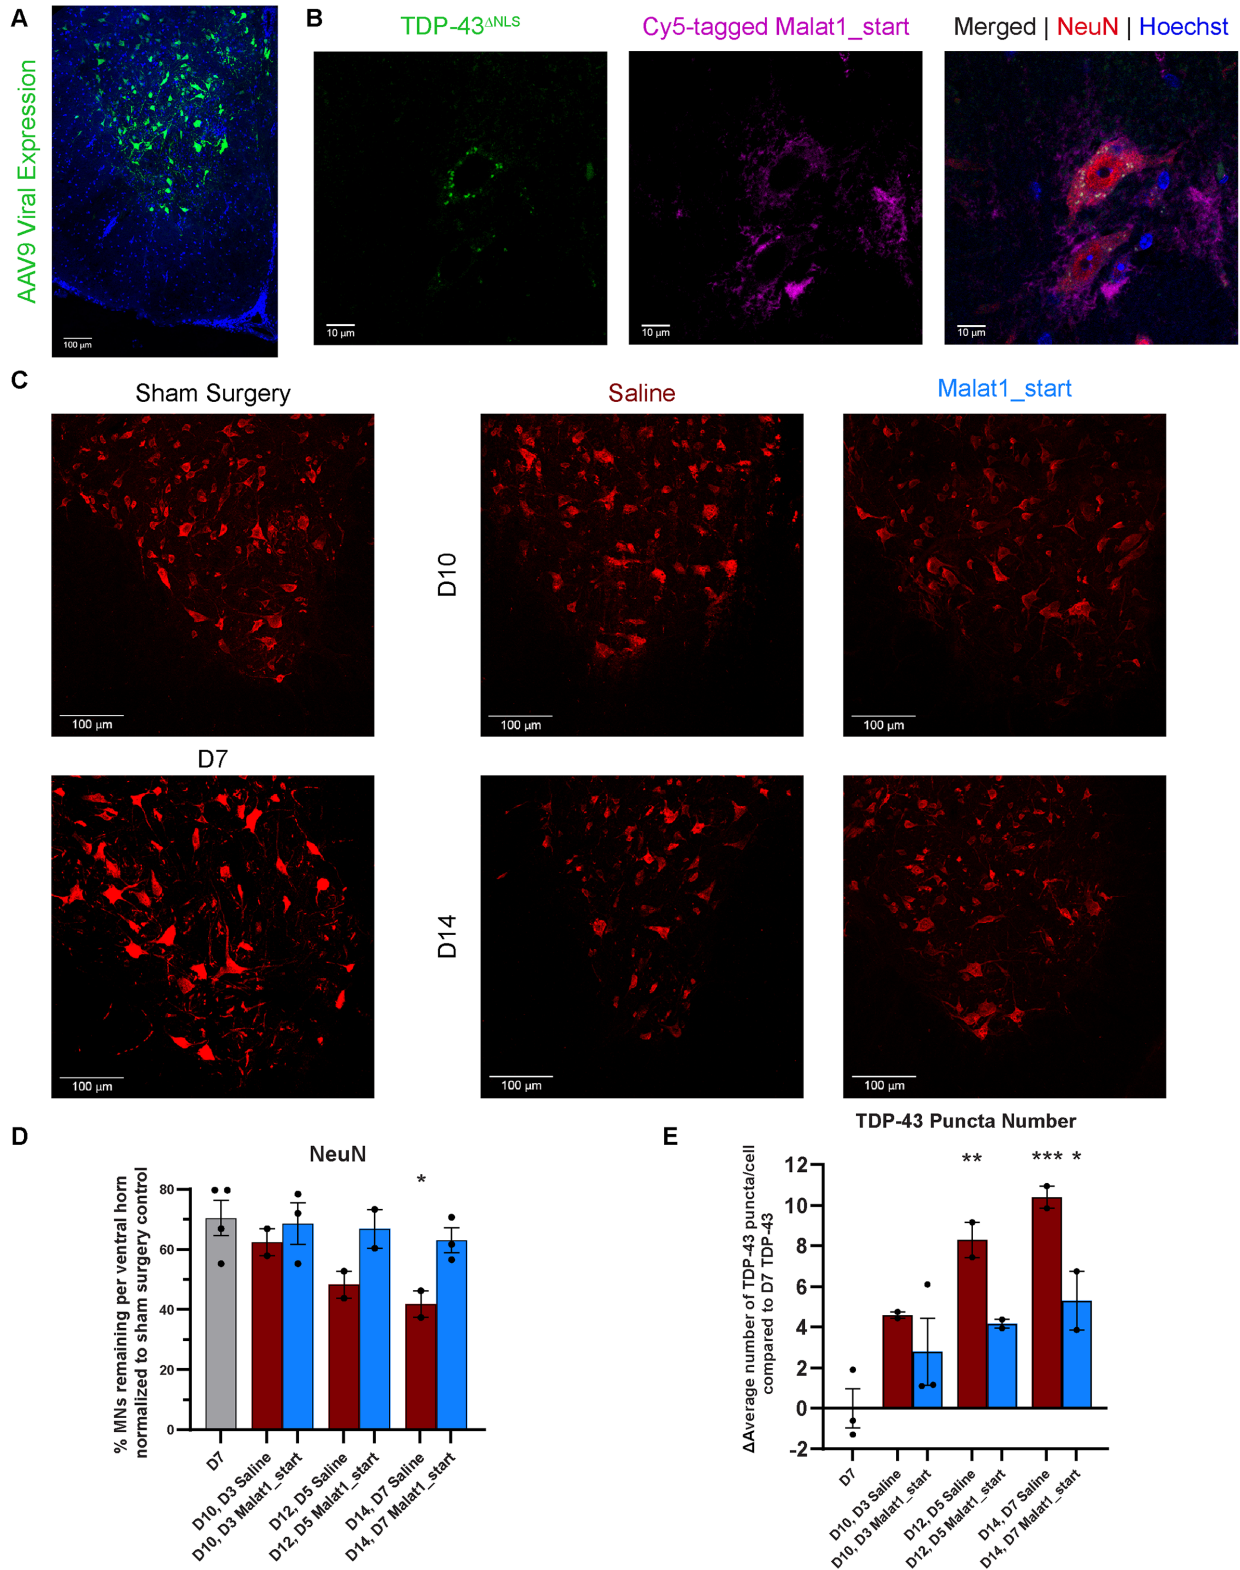 A
AAV9 Viral Expression
100 µm
B
TDP-43ΔNLS
Cy5-tagged Malat1_start
Merged | NeuN | Hoechst
10 µm
10 µm
10 µm
C
Sham Surgery
Saline
Malat1_start
D10
100 µm
100 µm
100 µm
D7
D14
100 µm
100 µm
100 µm
D
NeuN
*
% MNs remaining per ventral horn
normalized to sham surgery control
80
60
40
20
0
D7
D10, D3 Saline
D10, D3 Malat1_start
D12, D5 Saline
D12, D5 Malat1_start
D14, D7 Saline
D14, D7 Malat1_start
E
TDP-43 Puncta Number
** *** *
ΔAverage number of TDP-43 puncta/cell
compared to D7 TDP-43
12
10
8
6
4
2
0
-2
D7
D10, D3 Saline
D10, D3 Malat1_start
D12, D5 Saline
D12, D5 Malat1_start
D14, D7 Saline
D14, D7 Malat1_start